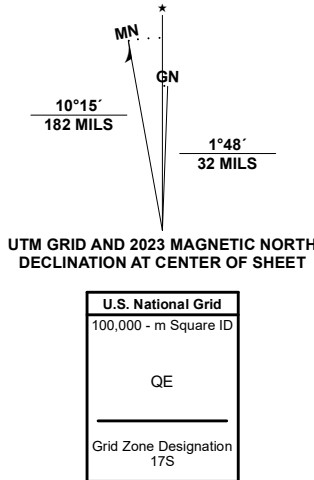 ★
MN
GN
10°15´
182 MILS
1°48´
32 MILS
UTM GRID AND 2023 MAGNETIC NORTH
DECLINATION AT CENTER OF SHEET
U.S. National Grid
100,000 - m Square ID
QE
Grid Zone Designation
17S